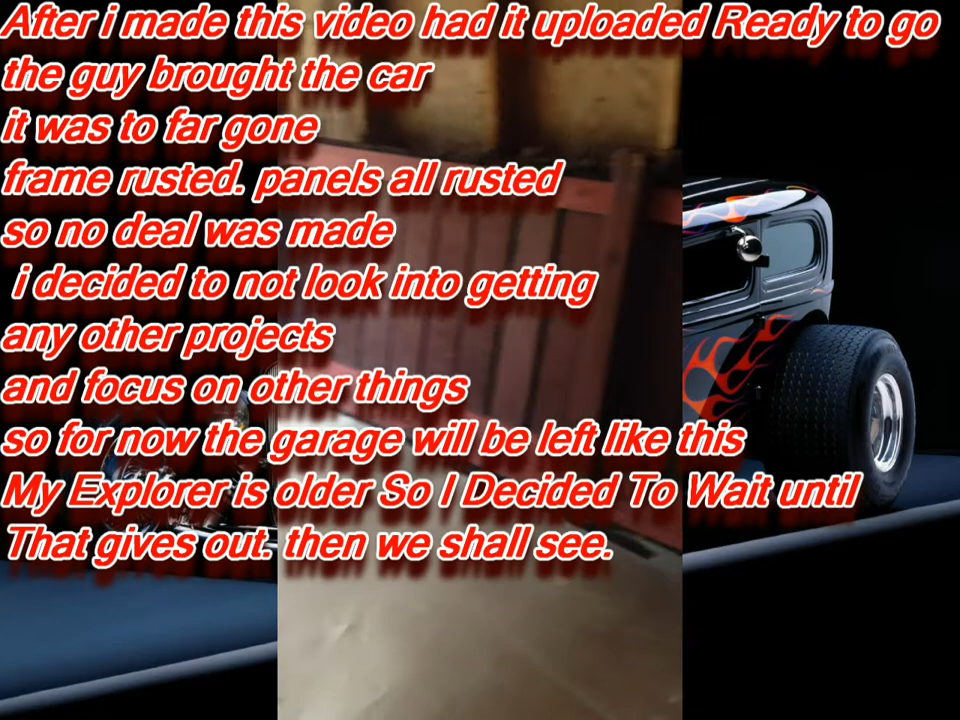 After i made this video had it uploaded Ready to go
the guy brought the car
it was to far gone
frame rusted. panels all rusted
so no deal was made
i decided to not look into getting
any other projects
and focus on other things
so for now the garage will be left like this
My Explorer is older So I Decided To Wait until
That gives out. then we shall see.